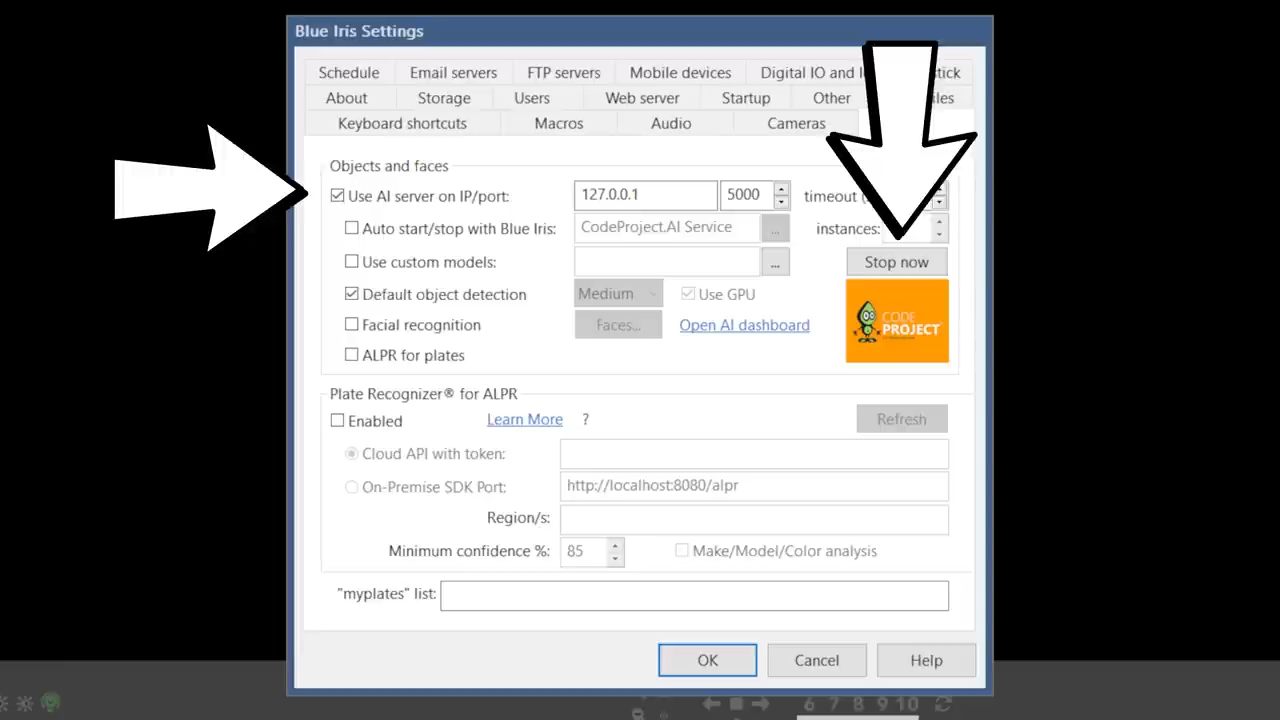 Blue Iris Settings
Schedule Email servers FTP servers Mobile devices Digital IO and
About Storage Users Web server Startup Other
Keyboard shortcuts Macros Audio Cameras
Objects and faces
Use AI server on IP/port: 127.0.0.1 5000 timeout
Auto start/stop with Blue Iris: CodeProject.AI Service ... instances:
Use custom models: ... Stop now
Default object detection Medium Use GPU
CODE
PROJECT
Facial recognition Faces... Open AI dashboard
ALPR for plates
Plate Recognizer® for ALPR
Enabled Learn More ? Refresh
Cloud API with token:
On-Premise SDK Port: http://localhost:8080/alpr
Region/s:
Minimum confidence %: 85 Make/Model/Color analysis
"myplates" list:
OK Cancel Help
6 7 8 9 10